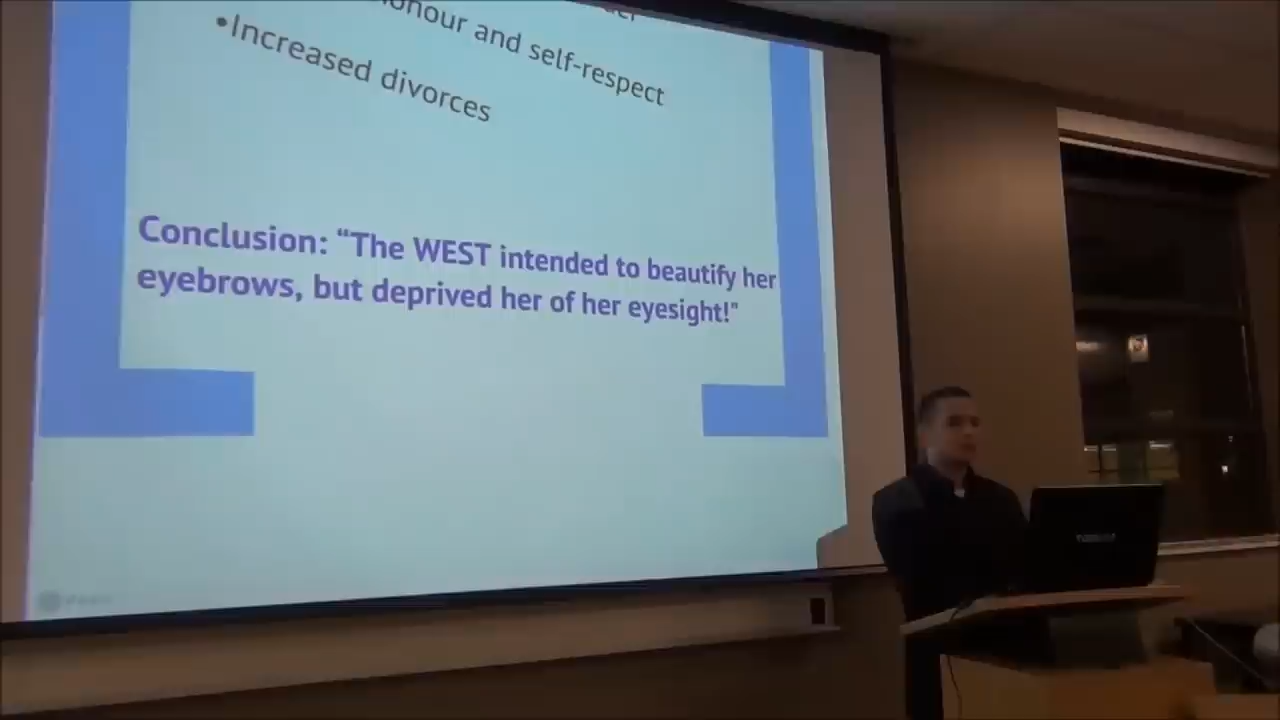 and self-respect
•Increased divorces
Conclusion: “The WEST intended to beautify her
eyebrows, but deprived her of her eyesight!"